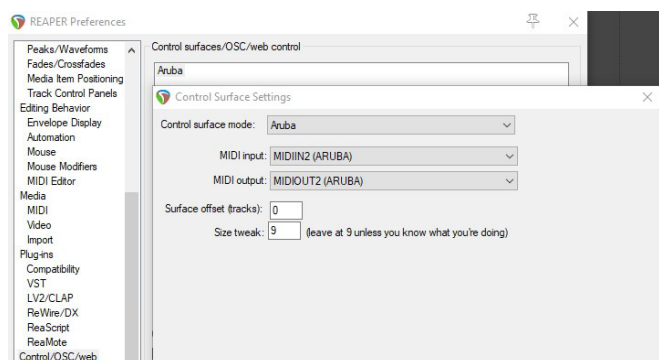 REAPER Preferences
Peaks/Waveforms
Fades/Crossfades
Media Item Positioning
Track Control Panels
Editing Behavior
Envelope Display
Automation
Mouse
Mouse Modifiers
MIDI Editor
Media
MIDI
Video
Import
Plug-ins
Compatibility
VST
LV2/CLAP
ReWire/DX
ReaScript
ReaMote
Control/OSC/web
Control surfaces/OSC/web control
Aruba
Control Surface Settings
Control surface mode: Aruba
MIDI input: MIDIIN2 (ARUBA)
MIDI output: MIDIOUT2 (ARUBA)
Surface offset (tracks): 0
Size tweak: 9 (leave at 9 unless you know what you're doing)